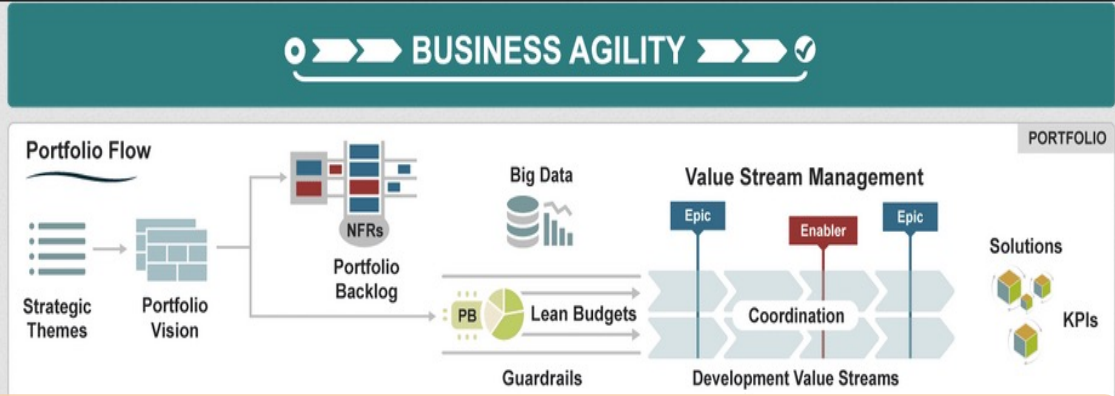 BUSINESS AGILITY
PORTFOLIO
Portfolio Flow
Strategic
Themes
Portfolio
Vision
NFRs
Portfolio
Backlog
Big Data
PB
Lean Budgets
Guardrails
Value Stream Management
Epic
Enabler
Epic
Coordination
Development Value Streams
Solutions
KPIs